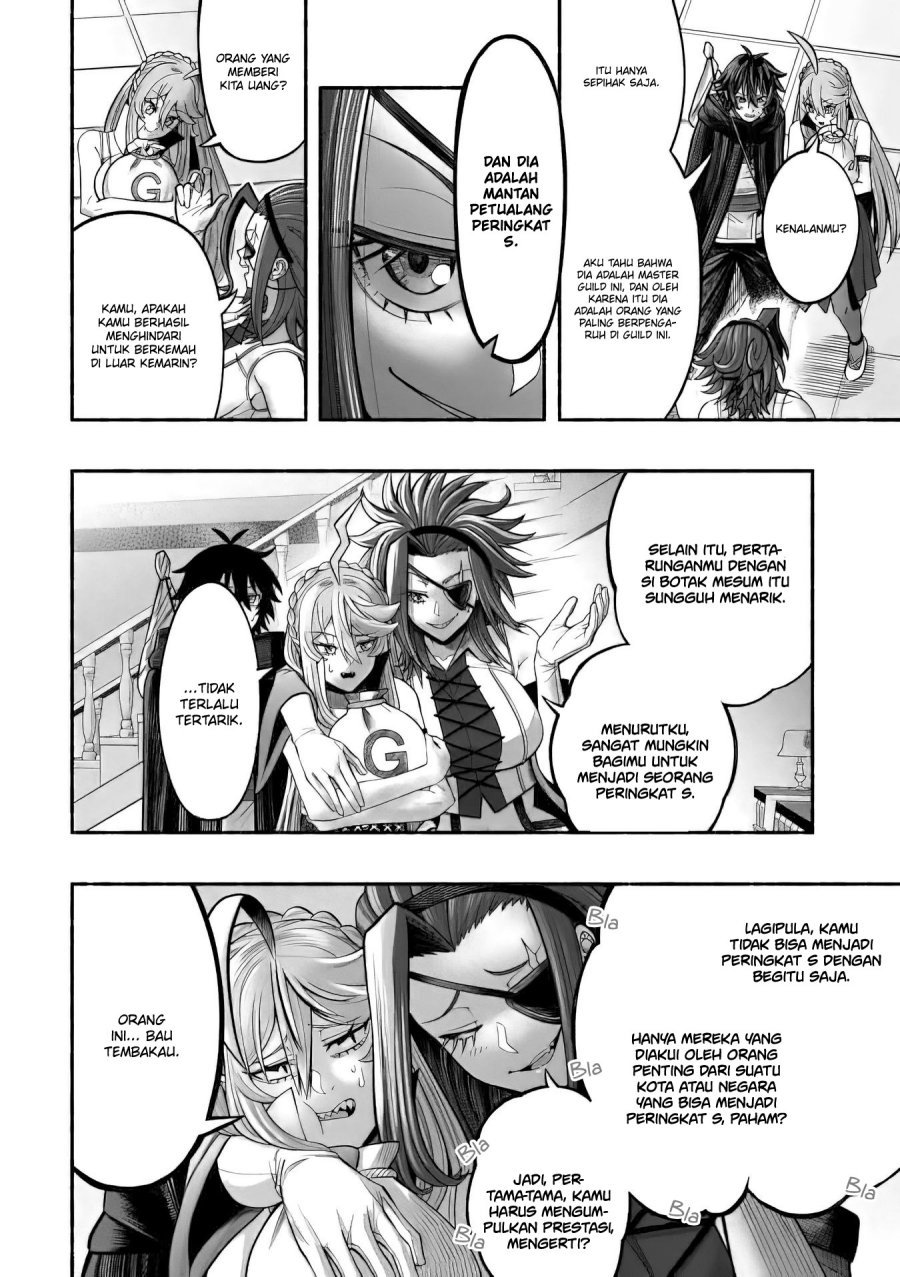 KENALANMU?
ITU HANYA
SEPIHAK SAJA.
AKU TAHU BAHWA
DIA ADALAH MASTER
GUILD INI, DAN OLEH
KARENA ITU DIA
ADALAH ORANG YANG
PALING BERPENGA-
RUH DI GUILD INI.
DAN DIA
ADALAH
MANTAN
PETUALANG
PERINGKAT
S.
ORANG YANG
MEMBERI
KITA UANG?
G
KAMU, APAKAH
KAMU BERHASIL
MENGHINDARI
UNTUK BERKEMAH
DI LUAR KEMARIN?
SELAIN ITU, PERTA-
RUNGANMU DENGAN
SI BOTAK MESUM ITU
SUNGGUH MENARIK.
MENURUTKU,
SANGAT MUNGKIN
BAGIMU UNTUK
MENJADI SEORANG
PERINGKAT S.
G
...TIDAK
TERLALU
TERTARIK.
LAGIPULA, KAMU
TIDAK BISA MENJADI
PERINGKAT S DENGAN
BEGITU SAJA.
HANYA MEREKA YANG
DIAKUI OLEH ORANG
PENTING DARI SUATU
KOTA ATAU NEGARA
YANG BISA MENJADI
PERINGKAT S, PAHAM?
JADI, PER-
TAMA-TAMA, KAMU
HARUS MENGUM-
PULKAN PRESTASI,
MENGERTI?
Bla
Bla
Bla
Bla
Bla
ORANG
INI... BAU
TEMBAKAU.